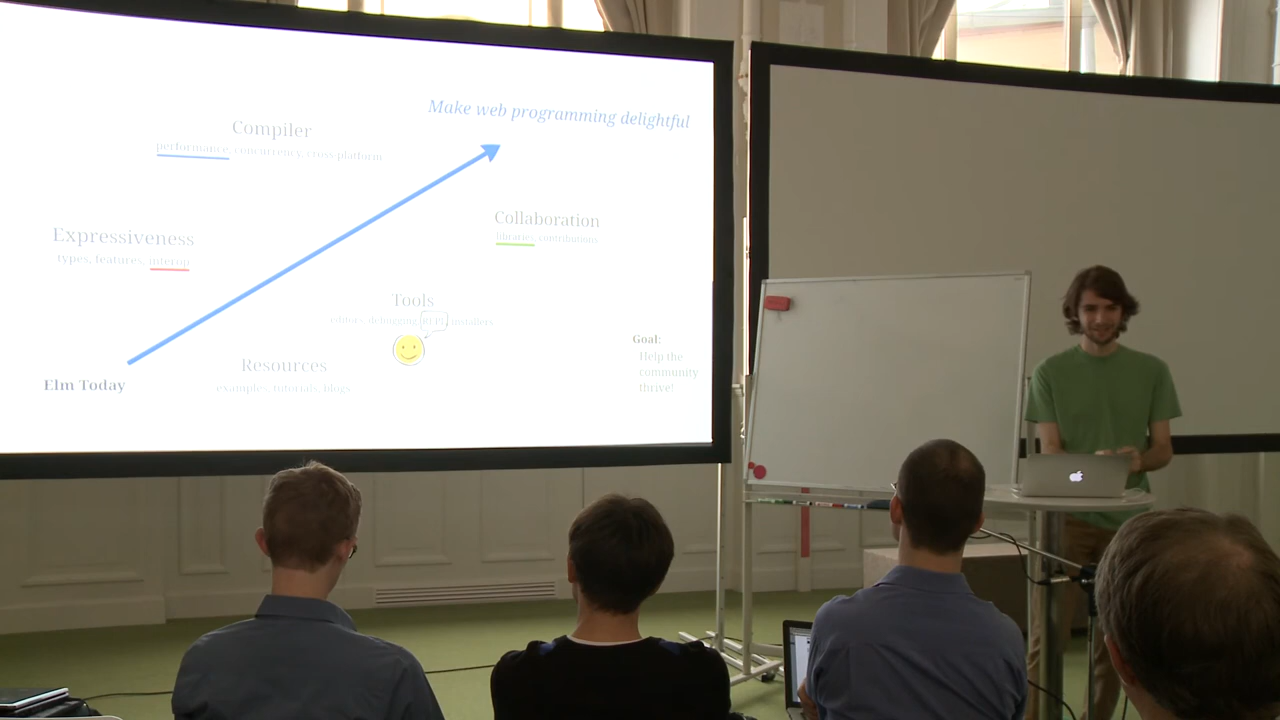 Make web programming delightful
Compiler
performance, concurrency, cross-platform
Collaboration
libraries, contributions
Expressiveness
types, features, interop
Tools
editors, debugging, REPL, installers
Goal:
Help the
community
thrive!
Resources
examples, tutorials, blogs
Elm Today